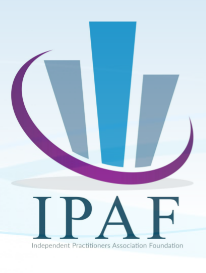 IPAF
Independent Practitioners Association Foundation